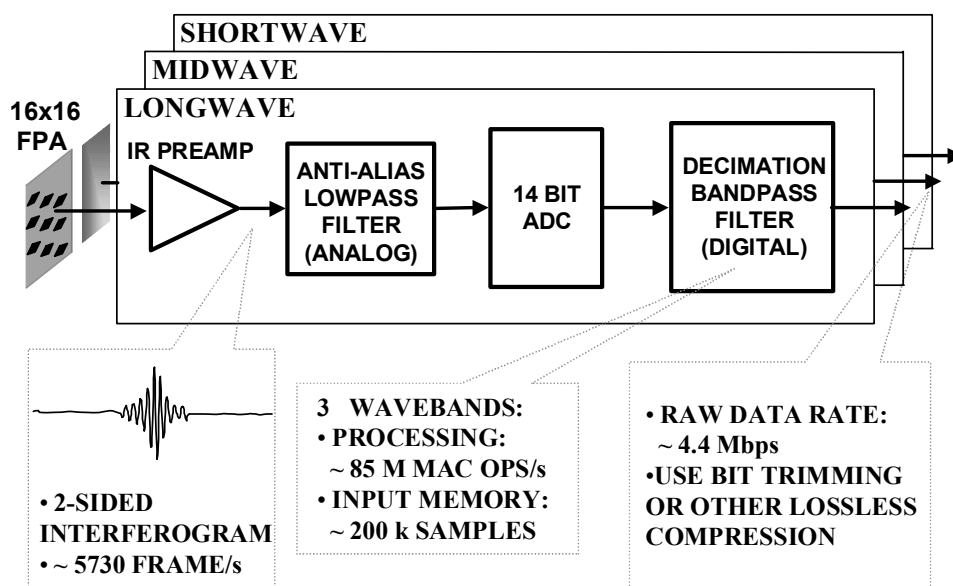 SHORTWAVE
MIDWAVE
LONGWAVE
16x16
FPA
IR PREAMP
ANTI-ALIAS
LOWPASS
FILTER
(ANALOG)
14 BIT
ADC
DECIMATION
BANDPASS
FILTER
(DIGITAL)
• 2-SIDED
INTERFEROGRAM
• ~ 5730 FRAME/s
3 WAVEBANDS:
• PROCESSING:
~ 85 M MAC OPS/s
• INPUT MEMORY:
~ 200 k SAMPLES
• RAW DATA RATE:
~ 4.4 Mbps
•USE BIT TRIMMING
OR OTHER LOSSLESS
COMPRESSION